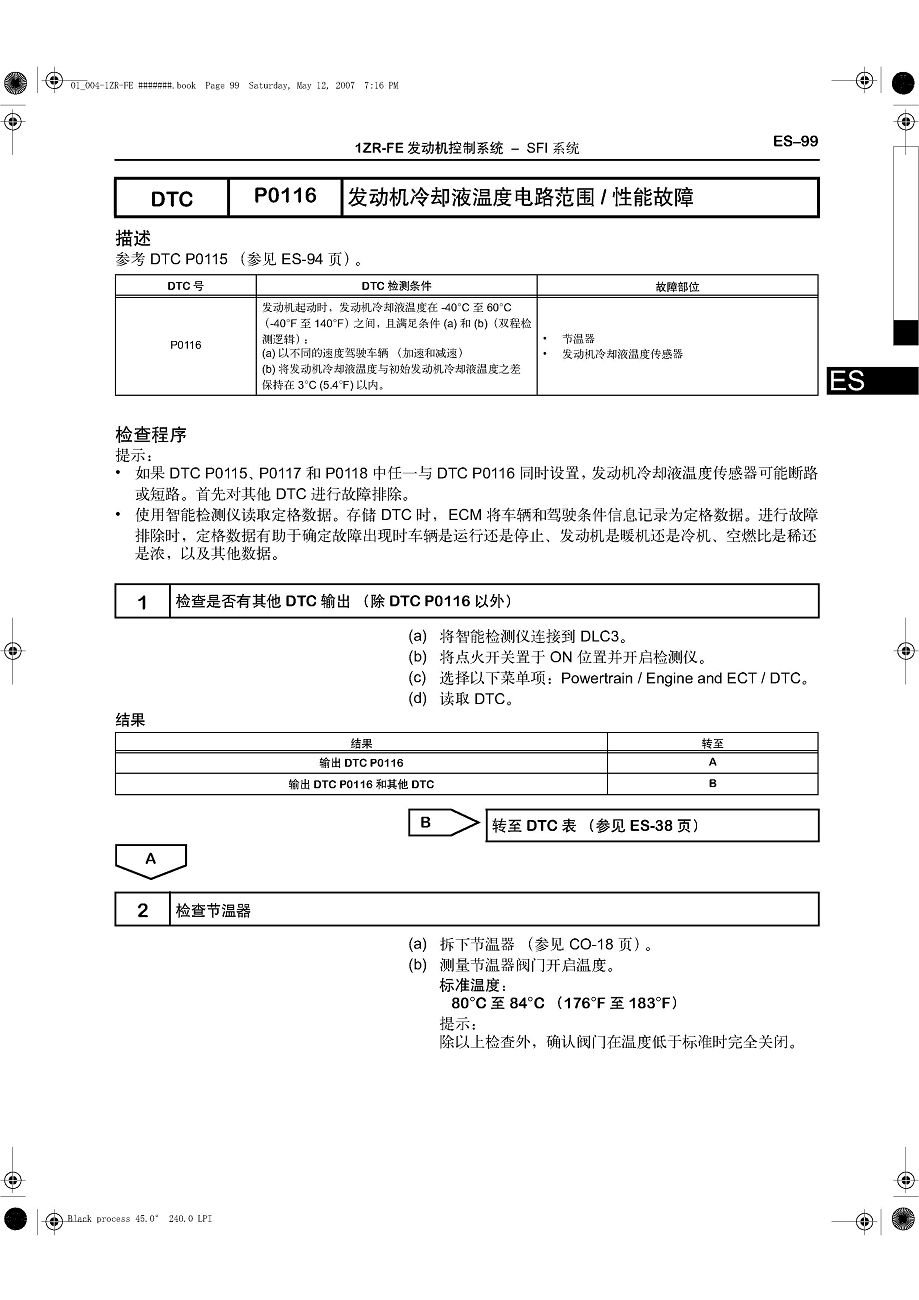 01_004-1ZR-FE #######.book Page 99 Saturday, May 12, 2007 7:16 PM
1ZR-FE 发动机控制系统 – SFI 系统
ES–99
DTC P0116 发动机冷却液温度电路范围 / 性能故障
描述
参考 DTC P0115 （参见 ES-94 页）。
DTC 号 DTC 检测条件 故障部位
P0116
发动机起动时，发动机冷却液温度在 -40°C 至 60°C
（-40°F 至 140°F）之间，且满足条件 (a) 和 (b)（双程检
测逻辑）：
(a) 以不同的速度驾驶车辆 （加速和减速）
(b) 将发动机冷却液温度与初始发动机冷却液温度之差
保持在 3°C (5.4°F) 以内。
• 节温器
• 发动机冷却液温度传感器
ES
检查程序
提示：
• 如果 DTC P0115、P0117 和 P0118 中任一与 DTC P0116 同时设置，发动机冷却液温度传感器可能断路
或短路。首先对其他 DTC 进行故障排除。
• 使用智能检测仪读取定格数据。存储 DTC 时，ECM 将车辆和驾驶条件信息记录为定格数据。进行故障
排除时，定格数据有助于确定故障出现时车辆是运行还是停止、发动机是暖机还是冷机、空燃比是稀还
是浓，以及其他数据。
1 检查是否有其他 DTC 输出 （除 DTC P0116 以外）
(a) 将智能检测仪连接到 DLC3。
(b) 将点火开关置于 ON 位置并开启检测仪。
(c) 选择以下菜单项：Powertrain / Engine and ECT / DTC。
(d) 读取 DTC。
结果
结果 转至
输出 DTC P0116 A
输出 DTC P0116 和其他 DTC B
B 转至 DTC 表 （参见 ES-38 页）
A
2 检查节温器
(a) 拆下节温器 （参见 CO-18 页）。
(b) 测量节温器阀门开启温度。
标准温度：
80°C 至 84°C （176°F 至 183°F）
提示：
除以上检查外，确认阀门在温度低于标准时完全关闭。
Black process 45.0° 240.0 LPI